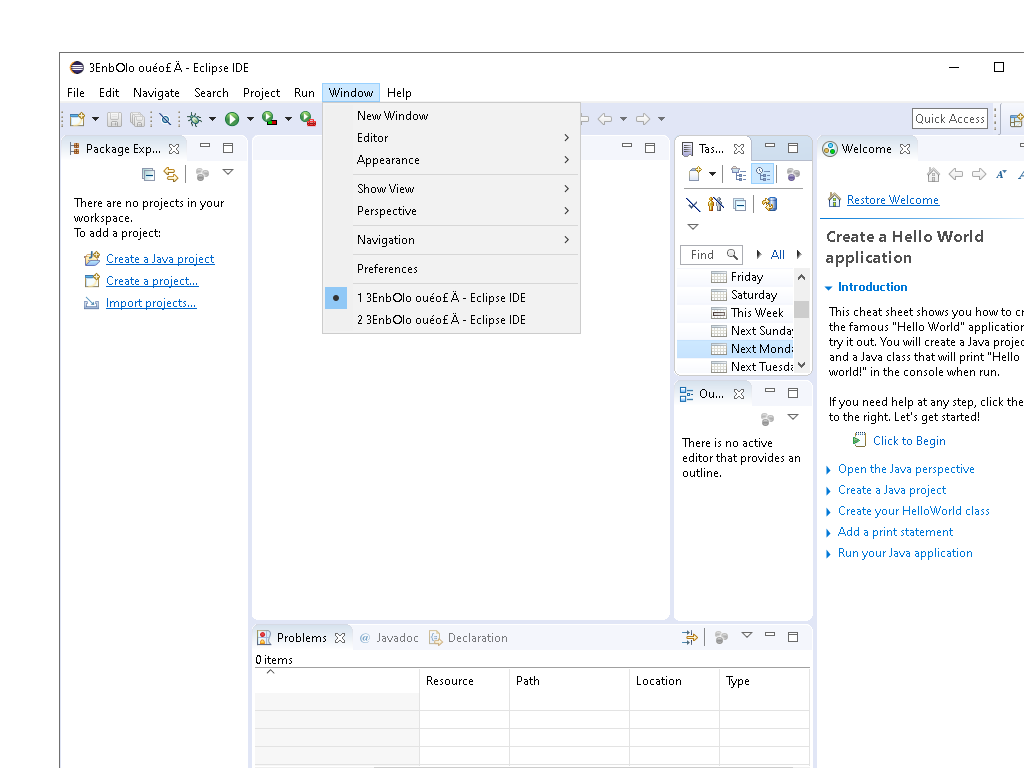 3EnbOlo ouéo£ Ä - Eclipse IDE
File Edit Navigate Search Project Run Window Help
Quick Access
New Window
Editor
Appearance
Show View
Perspective
Navigation
Preferences
1 3EnbOlo ouéo£ Ä - Eclipse IDE
2 3EnbOlo ouéo£ Ä - Eclipse IDE
Package Exp...
There are no projects in your
workspace.
To add a project:
Create a Java project
Create a project...
Import projects...
Tas...
Find
All
Friday
Saturday
This Week
Next Sunday
Next Mond
Next Tuesda
Ou...
There is no active
editor that provides an
outline.
Welcome
Restore Welcome
Create a Hello World
application
Introduction
This cheat sheet shows you how to cr
the famous "Hello World" application
try it out. You will create a Java projec
and a Java class that will print "Hello
world!" in the console when run.
If you need help at any step, click the
to the right. Let's get started!
Click to Begin
Open the Java perspective
Create a Java project
Create your HelloWorld class
Add a print statement
Run your Java application
Problems @ Javadoc Declaration
0 items
Resource Path Location Type